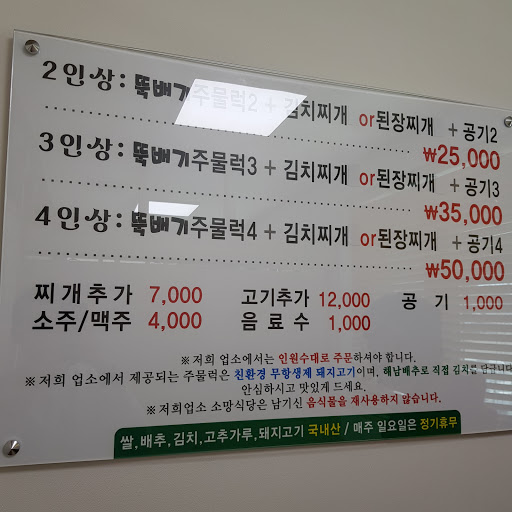 2인상: 뚝배기주물럭2 + 김치찌개 or된장찌개 + 공기2
₩25,000
3인상: 뚝배기주물럭3 + 김치찌개 or된장찌개 + 공기3
₩35,000
4인상: 뚝배기주물럭4 + 김치찌개 or된장찌개 + 공기4
₩50,000
찌개추가 7,000 고기추가 12,000 공기 1,000
소주/맥주 4,000 음료수 1,000
※저희 업소에서는 인원수대로 주문하셔야 합니다.
※저희 업소에서 제공되는 주물럭은 친환경 무항생제 돼지고기이며, 해남배추로 직접 김치를 담급니다.
안심하시고 맛있게 드세요.
※저희업소 소망식당은 남기신 음식물을 재사용하지 않습니다.
쌀,배추,김치,고추가루,돼지고기 국내산 / 매주 일요일은 정기휴무